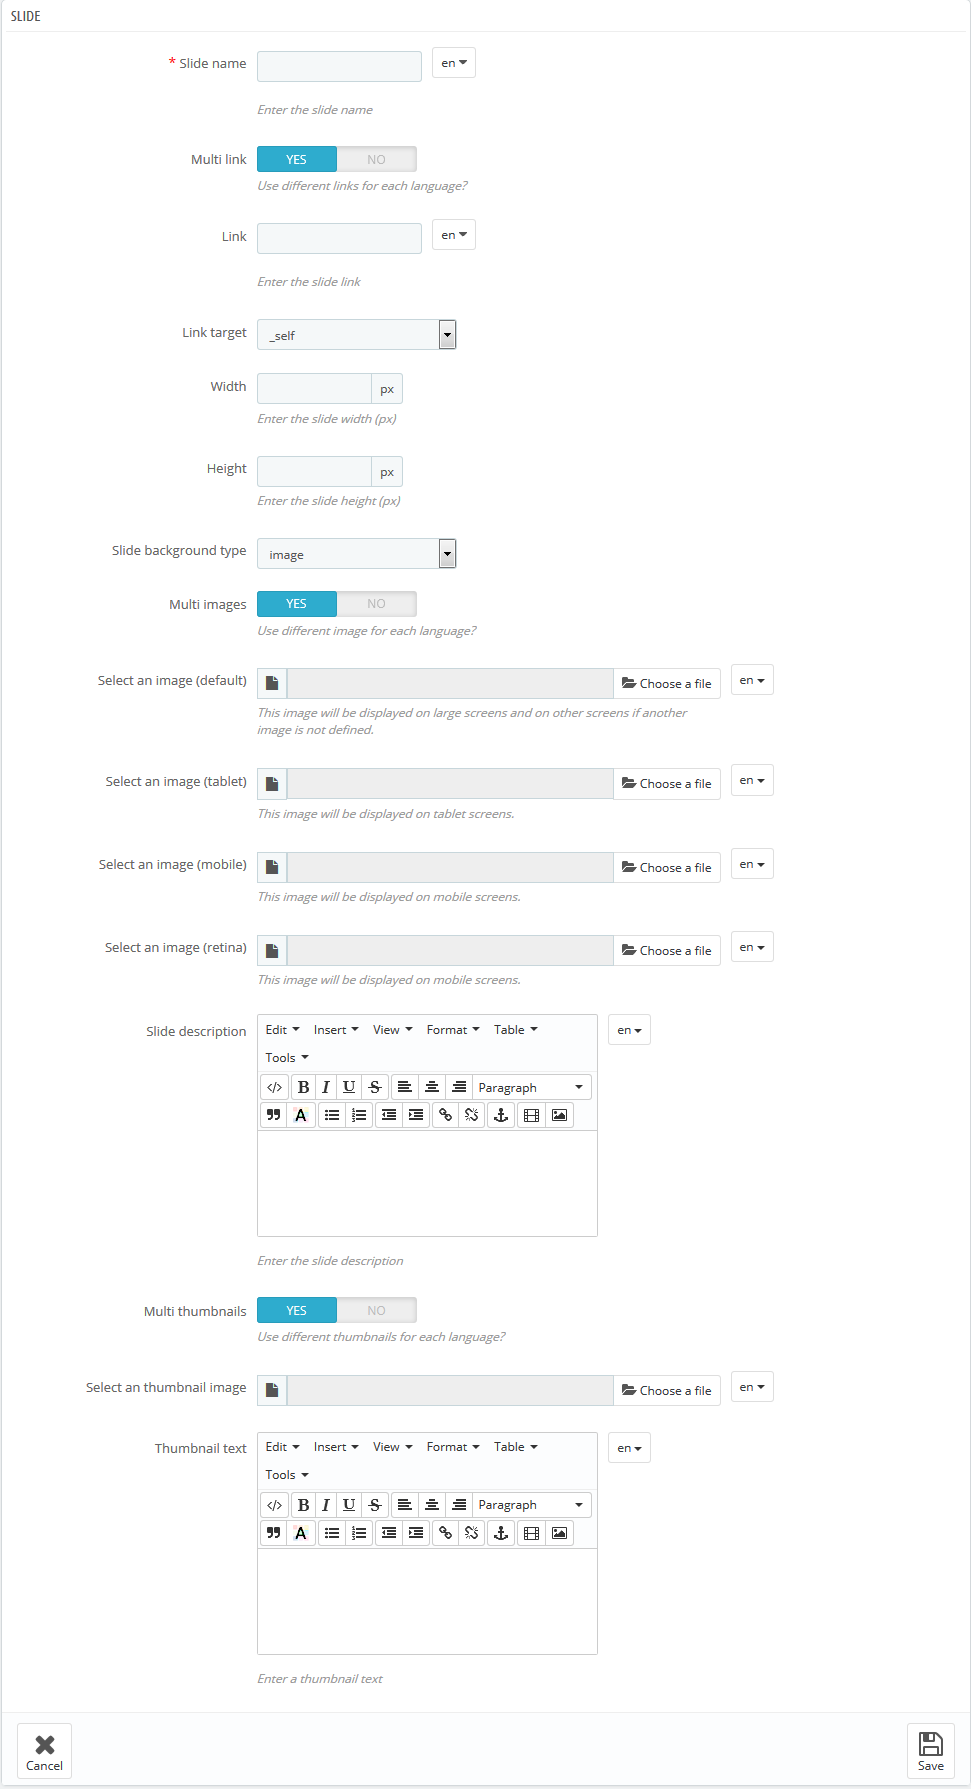 SLIDE
* Slide name
en
Enter the slide name
Multi link
YES NO
Use different links for each language?
Link
en
Enter the slide link
Link target
_self
Width
px
Enter the slide width (px)
Height
px
Enter the slide height (px)
Slide background type
image
Multi images
YES NO
Use different image for each language?
Select an image (default)
Choose a file
en
This image will be displayed on large screens and on other screens if another
image is not defined.
Select an image (tablet)
Choose a file
en
This image will be displayed on tablet screens.
Select an image (mobile)
Choose a file
en
This image will be displayed on mobile screens.
Select an image (retina)
Choose a file
en
This image will be displayed on mobile screens.
Slide description
Edit Insert View Format Table
en
Tools
B I U S Paragraph
A
Enter the slide description
Multi thumbnails
YES NO
Use different thumbnails for each language?
Select an thumbnail image
Choose a file
en
Thumbnail text
Edit Insert View Format Table
en
Tools
B I U S Paragraph
A
Enter a thumbnail text
Cancel
Save